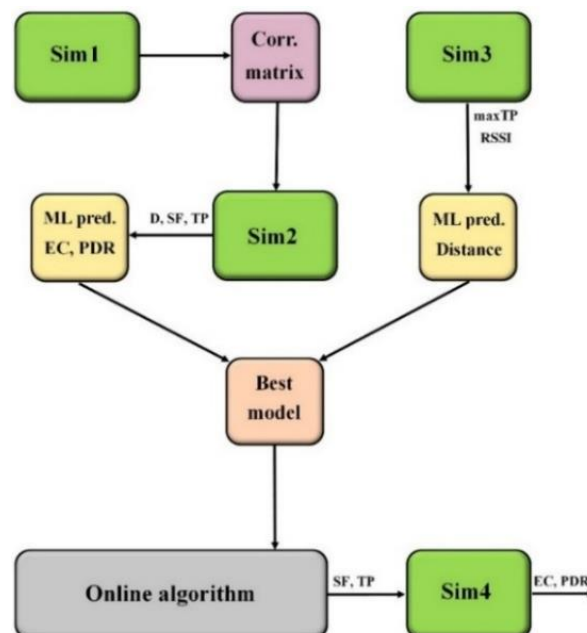 Sim1
Corr.
matrix
Sim3
maxTP
RSSI
ML pred.
EC, PDR
D, SF, TP
Sim2
ML pred.
Distance
Best
model
Online algorithm
SF, TP
Sim4
EC, PDR